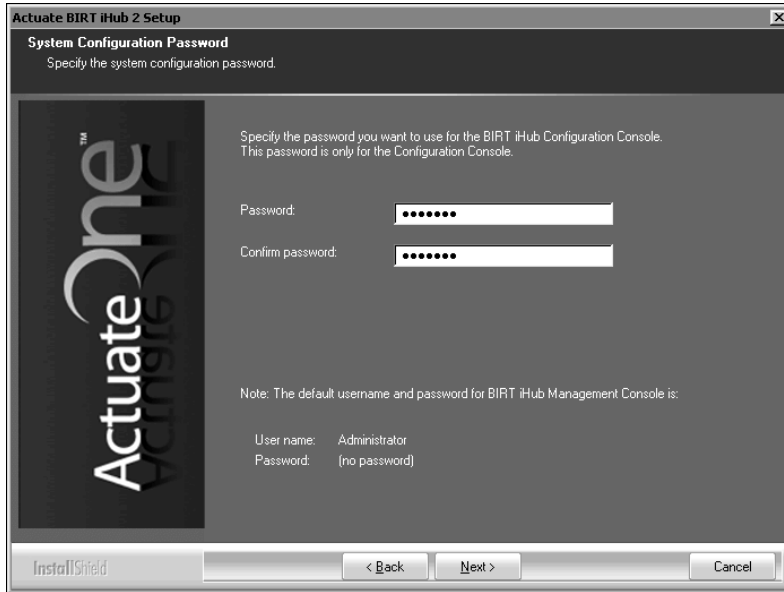 Actuate BIRT iHub 2 Setup
System Configuration Password
Specify the system configuration password.
ActuateOne™
Specify the password you want to use for the BIRT iHub Configuration Console.
This password is only for the Configuration Console.
Password:
•••••••
Confirm password:
•••••••
Note: The default username and password for BIRT iHub Management Console is:
User name: Administrator
Password: (no password)
InstallShield
< Back
Next >
Cancel